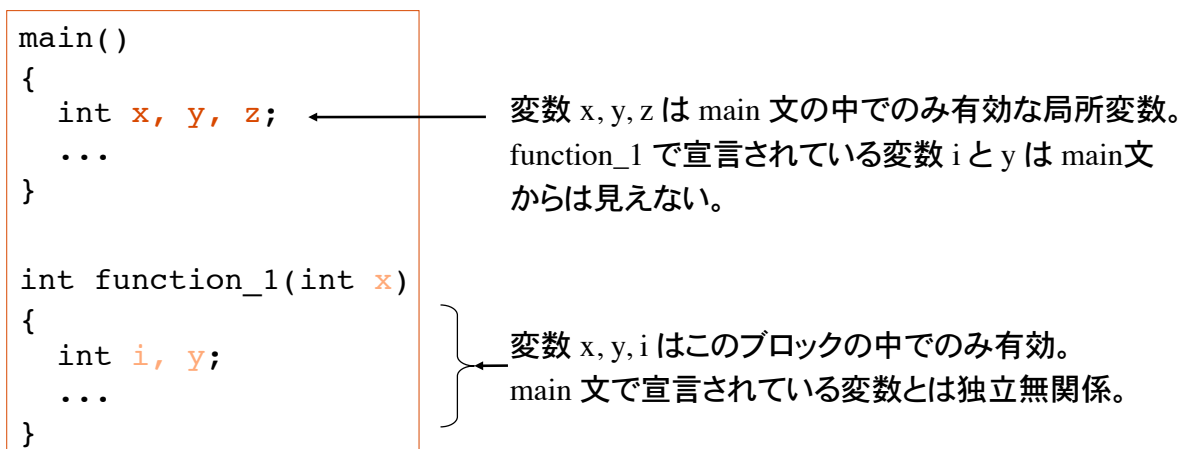 main()
{
  int x, y, z;
  ...
}
変数 x, y, z は main 文の中でのみ有効な局所変数。
function_1 で宣言されている変数 i と y は main文
からは見えない。
int function_1(int x)
{
  int i, y;
  ...
}
変数 x, y, i はこのブロックの中でのみ有効。
main 文で宣言されている変数とは独立無関係。